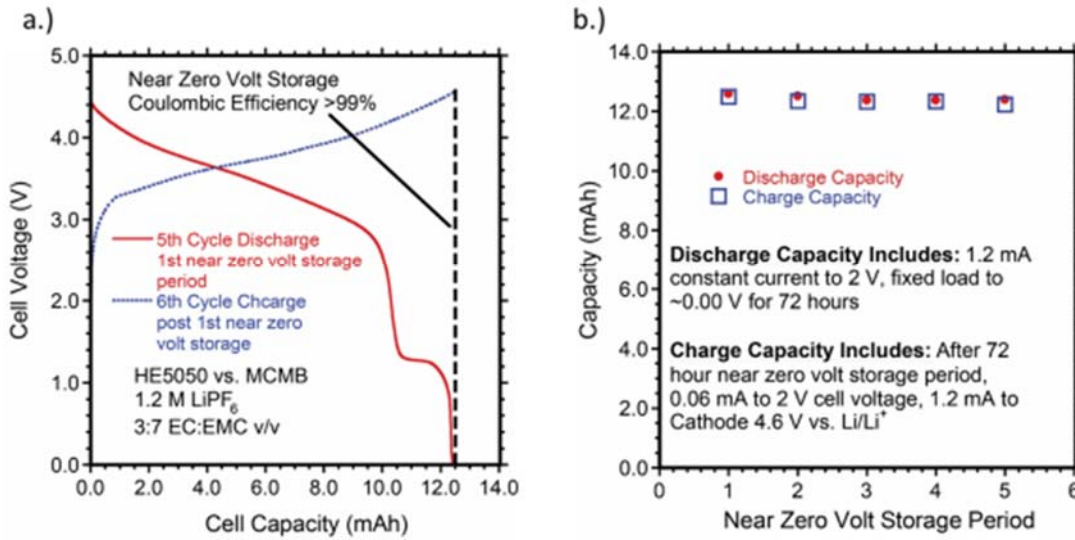 a.)
5.0
4.0
3.0
2.0
1.0
0.0
Cell Voltage (V)
Near Zero Volt Storage
Coulombic Efficiency >99%
5th Cycle Discharge
1st near zero volt storage
period
6th Cycle Chcarge
post 1st near zero
volt storage
HE5050 vs. MCMB
1.2 M LiPF₆
3:7 EC:EMC v/v
0.0 2.0 4.0 6.0 8.0 10.0 12.0 14.0
Cell Capacity (mAh)
b.)
14.0
12.0
10.0
8.0
6.0
4.0
2.0
0.0
Capacity (mAh)
Discharge Capacity
Charge Capacity
Discharge Capacity Includes: 1.2 mA
constant current to 2 V, fixed load to
~0.00 V for 72 hours
Charge Capacity Includes: After 72
hour near zero volt storage period,
0.06 mA to 2 V cell voltage, 1.2 mA to
Cathode 4.6 V vs. Li/Li⁺
0 1 2 3 4 5 6
Near Zero Volt Storage Period